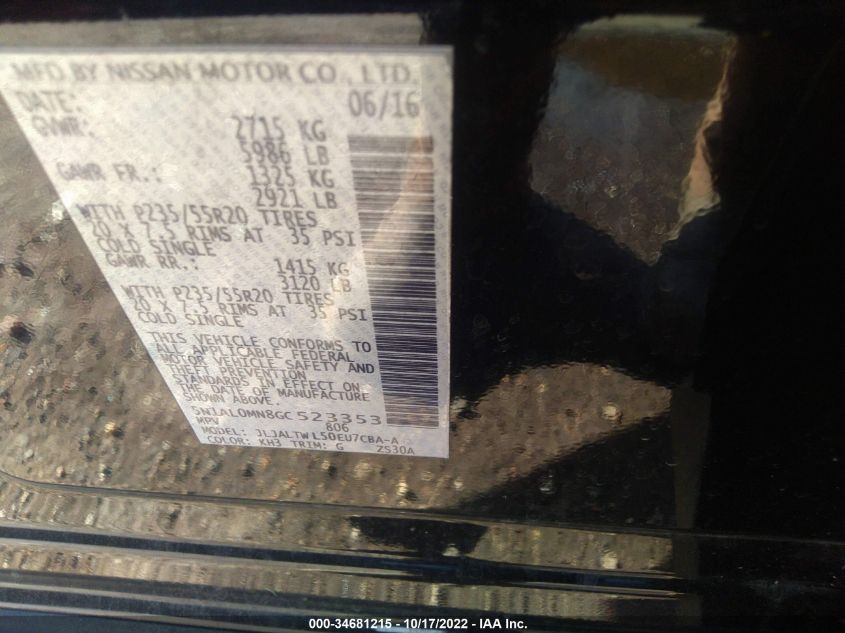 MFD BY NISSAN MOTOR CO., LTD.
DATE: 06/16
GVWR: 2715 KG
5986 LB
GAWR FR.: 1325 KG
2921 LB
WITH P235/55R20 TIRES
20 X 7.5 RIMS AT 35 PSI
COLD SINGLE
GAWR RR.: 1415 KG
3120 LB
WITH P235/55R20 TIRES
20 X 7.5 RIMS AT 35 PSI
COLD SINGLE
THIS VEHICLE CONFORMS TO
ALL APPLICABLE FEDERAL
MOTOR VEHICLE SAFETY AND
THEFT PREVENTION
STANDARDS IN EFFECT ON
THE DATE OF MANUFACTURE
SHOWN ABOVE.
5N1AL0MN8GC523353
MPV 806
MODEL: JLJALTWL50EU7CBA-A
COLOR: KH3 TRIM: G ZS30A
000-34681215 - 10/17/2022 - IAA Inc.